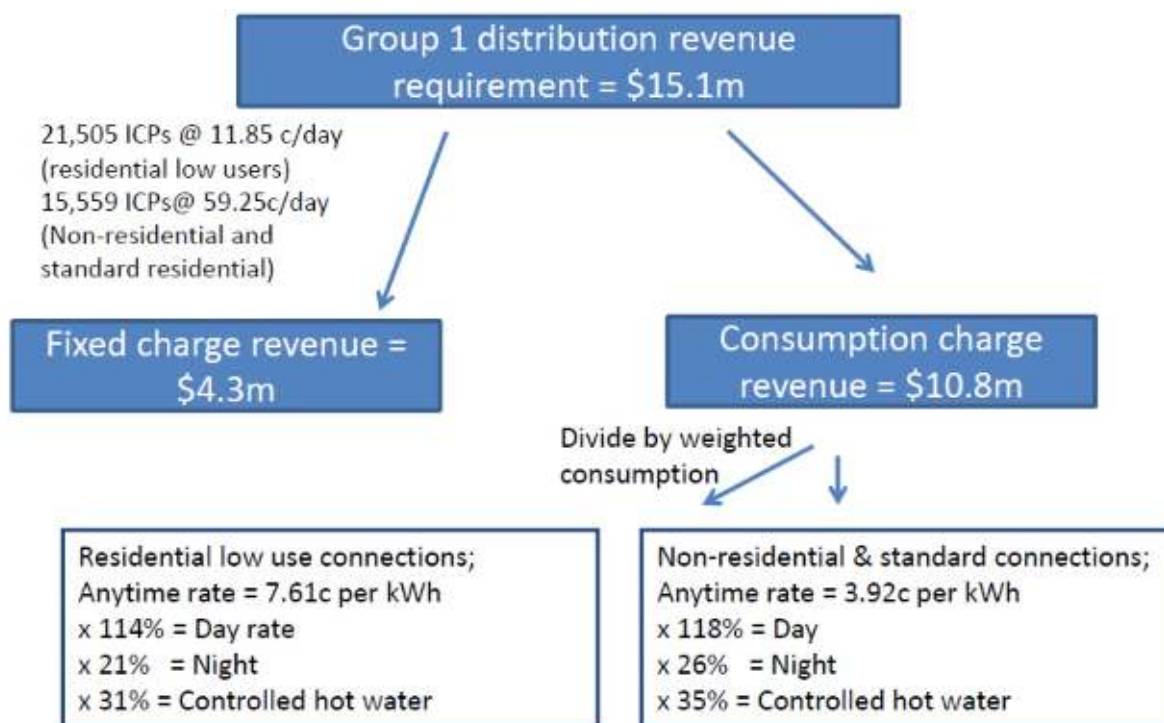 Group 1 distribution revenue
requirement = $15.1m
21,505 ICPs @ 11.85 c/day
(residential low users)
15,559 ICPs@ 59.25c/day
(Non-residential and
standard residential)
Fixed charge revenue =
$4.3m
Consumption charge
revenue = $10.8m
Divide by weighted
consumption
Residential low use connections;
Anytime rate = 7.61c per kWh
x 114% = Day rate
x 21% = Night
x 31% = Controlled hot water
Non-residential & standard connections;
Anytime rate = 3.92c per kWh
x 118% = Day
x 26% = Night
x 35% = Controlled hot water